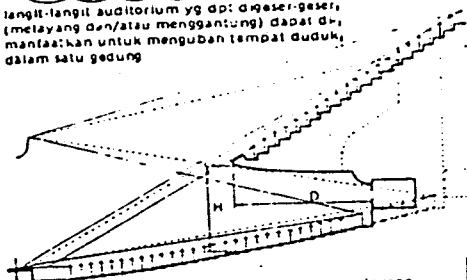 langit-langit auditorium yg dpt digeser-geser,
(melayang dan/atau menggantung) dapat di-
manfaatkan untuk mengubah tempat duduk,
dalam satu gedung
H
D